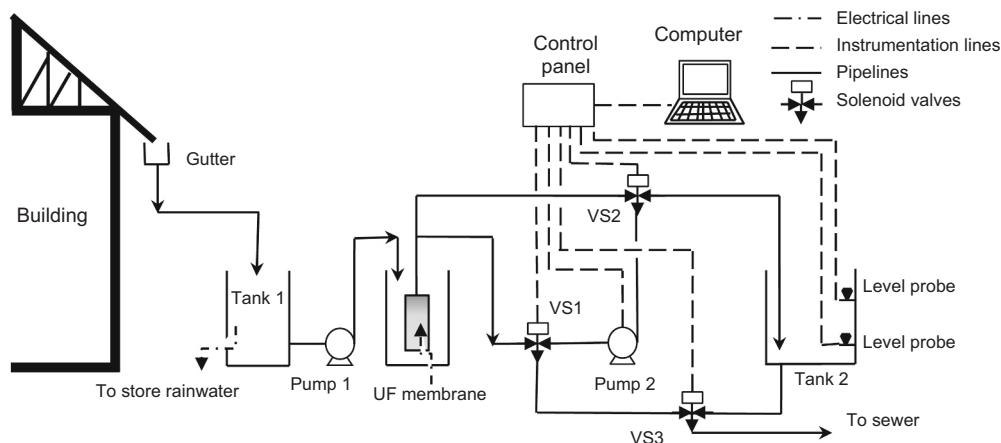 Electrical lines
Instrumentation lines
Pipelines
Solenoid valves
Control
panel
Computer
Gutter
Building
VS2
Tank 1
VS1
Level probe
Level probe
Pump 1
UF membrane
Pump 2
Tank 2
To store rainwater
VS3
To sewer